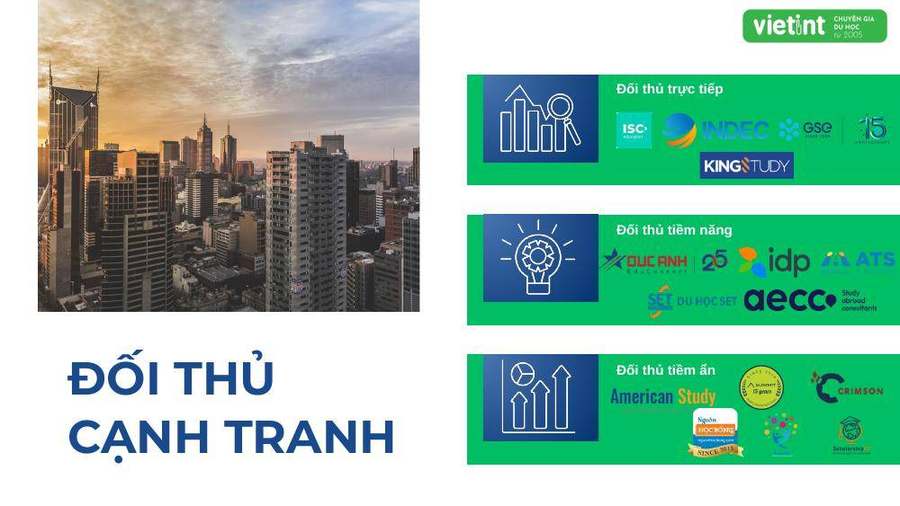 vietint
CHUYÊN GIA
DU HỌC
TỪ 2005
Đối thủ trực tiếp
ISC
INDEC
GSE
15
KINGSTUDY
Đối thủ tiềm năng
DUC ANH
EduConnect
25
idp
ATS
SET DU HỌC SET
aecc
Study
abroad
consultants
ĐỐI THỦ
CẠNH TRANH
Đối thủ tiềm ẩn
American Study
SUMMIT
CRIMSON
Nguồn
HỌC BỔNG
SINCE 2015